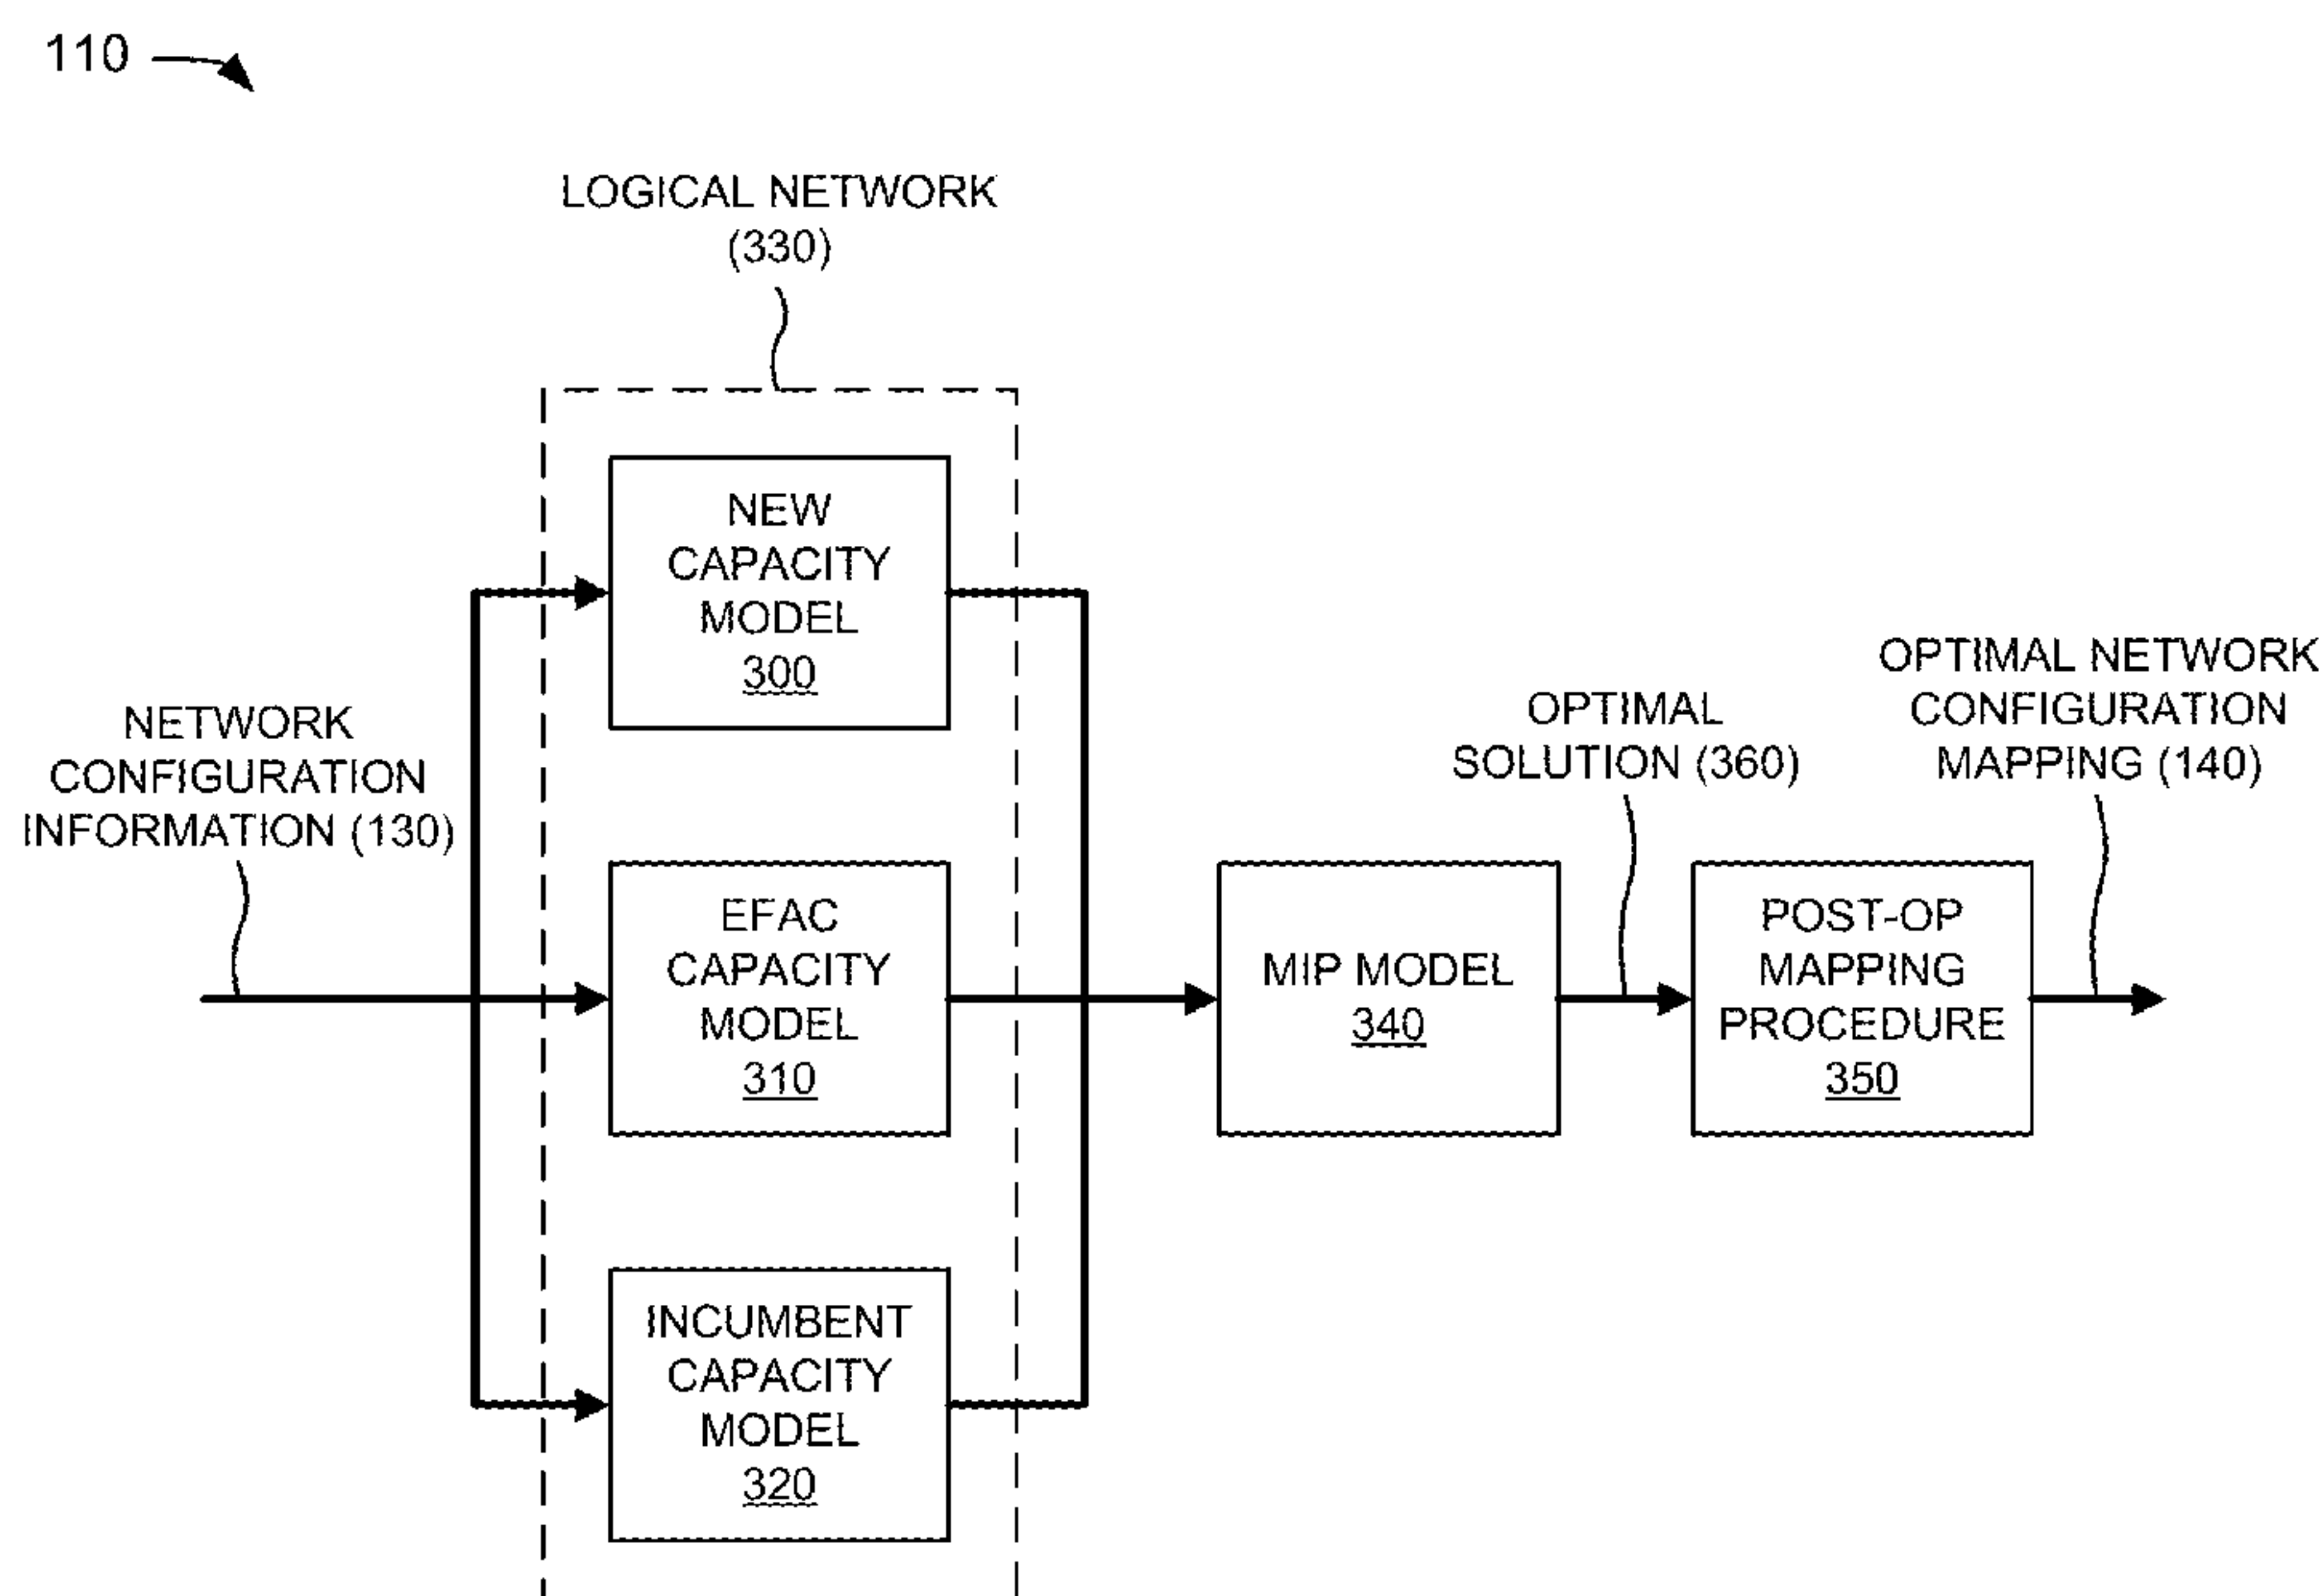 110
LOGICAL NETWORK
(330)
NEW
CAPACITY
MODEL
300
NETWORK
CONFIGURATION
INFORMATION (130)
EFAC
CAPACITY
MODEL
310
INCUMBENT
CAPACITY
MODEL
320
MIP MODEL
340
OPTIMAL
SOLUTION (360)
POST-OP
MAPPING
PROCEDURE
350
OPTIMAL NETWORK
CONFIGURATION
MAPPING (140)